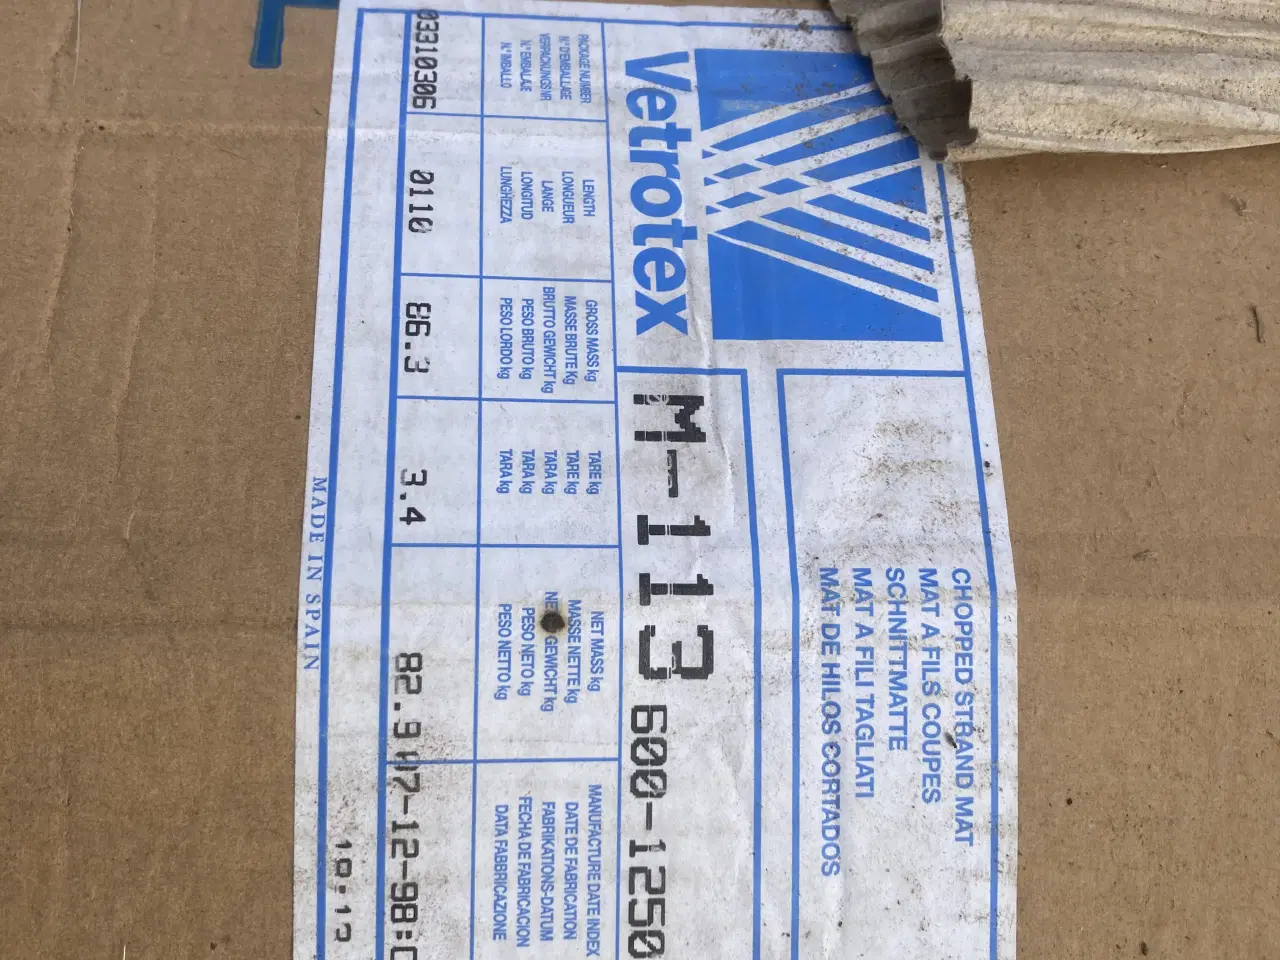 Vetrotex
CHOPPED STRAND MAT
MAT A FILS COUPES
SCHNITTMATTE
MAT A FILI TAGLIATI
MAT DE HILOS CORTADOS
M-113 600-1250
PACKAGE NUMBER
N.º D'EMBALLAGE
VERPACKUNGS NR
N.º EMBALAJE
N.º IMBALLO
03310306
LENGTH
LONGUEUR
LANGE
LONGITUD
LUNGHEZZA
0110
GROSS MASS kg
MASSE BRUTE Kg
BRUTTO GEWICHT kg
PESO BRUTO kg
PESO LORDO kg
86.3
TARE kg
TARE kg
TARA kg
TARA kg
TARA kg
3.4
NET MASS kg
MASSE NETTE kg
GEWICHT kg
PESO NETO kg
PESO NETTO kg
82.9
MANUFACTURE DATE INDEX
DATE DE FABRICATION
FABRIKATIONS-DATUM
FECHA DE FABRICACION
DATA FABBRICAZIONE
7-12-98:
10:13
MADE IN SPAIN